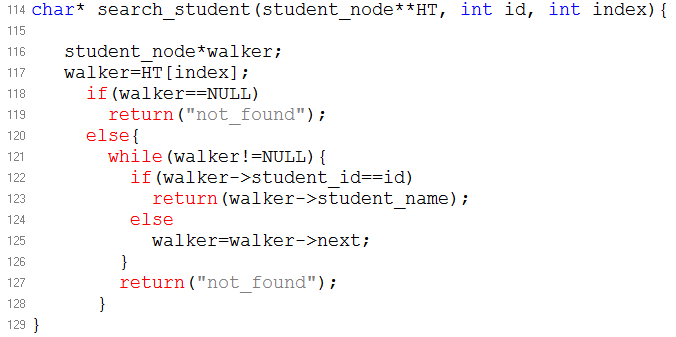 114 char* search_student(student_node**HT, int id, int index){
115
116 student_node*walker;
117 walker=HT[index];
118 if(walker==NULL)
119 return("not_found");
120 else{
121 while(walker!=NULL){
122 if(walker->student_id==id)
123 return(walker->student_name);
124 else
125 walker=walker->next;
126 }
127 return("not_found");
128 }
129 }